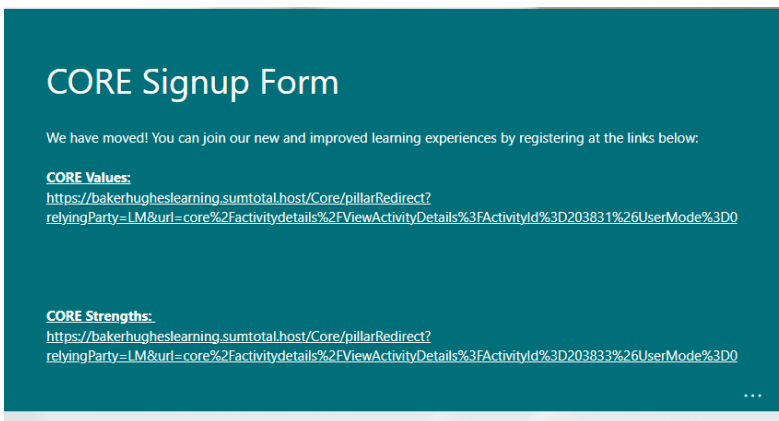 CORE Signup Form
We have moved! You can join our new and improved learning experiences by registering at the links below:
CORE Values:
https://bakerhugheslearning.sumtotal.host/Core/pillarRedirect?
relyingParty=LM&url=core%2Factivitydetails%2FViewActivityDetails%3FActivityId%3D203831%26UserMode%3D0
CORE Strengths:
https://bakerhugheslearning.sumtotal.host/Core/pillarRedirect?
relyingParty=LM&url=core%2Factivitydetails%2FViewActivityDetails%3FActivityId%3D203833%26UserMode%3D0
...